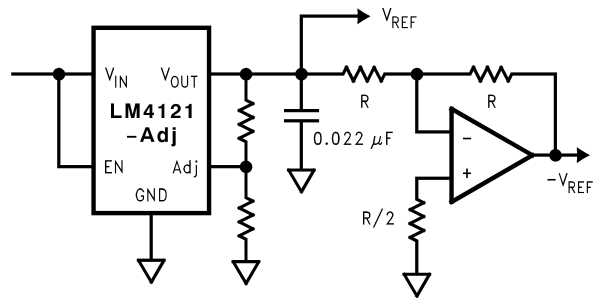 VREF
VIN
VOUT
LM4121
-Adj
EN
Adj
GND
0.022 μF
R
R
-
+
R/2
-VREF